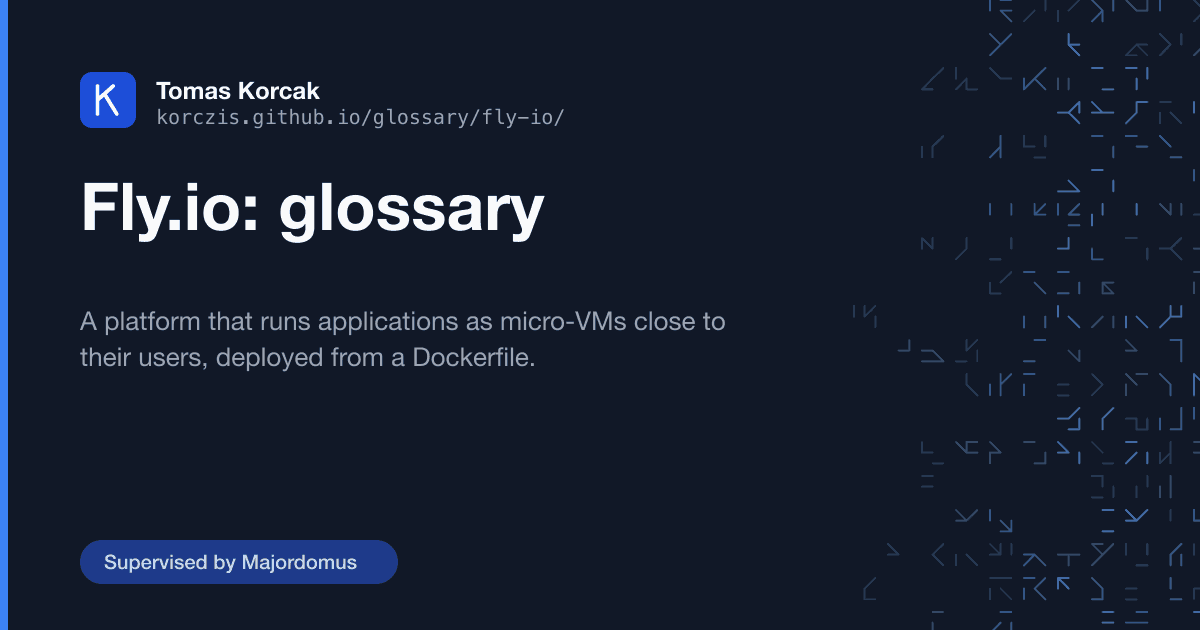 K
Tomas Korcak
korczis.github.io/glossary/fly-io/
Fly.io: glossary
A platform that runs applications as micro-VMs close to
their users, deployed from a Dockerfile.
Supervised by Majordomus